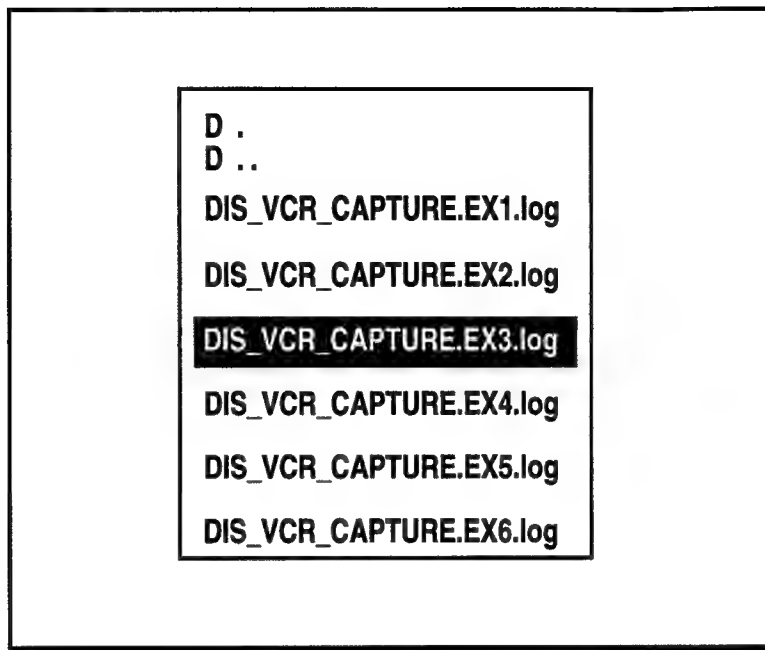 D .
D ..
DIS_VCR_CAPTURE.EX1.log
DIS_VCR_CAPTURE.EX2.log
DIS_VCR_CAPTURE.EX3.log
DIS_VCR_CAPTURE.EX4.log
DIS_VCR_CAPTURE.EX5.log
DIS_VCR_CAPTURE.EX6.log